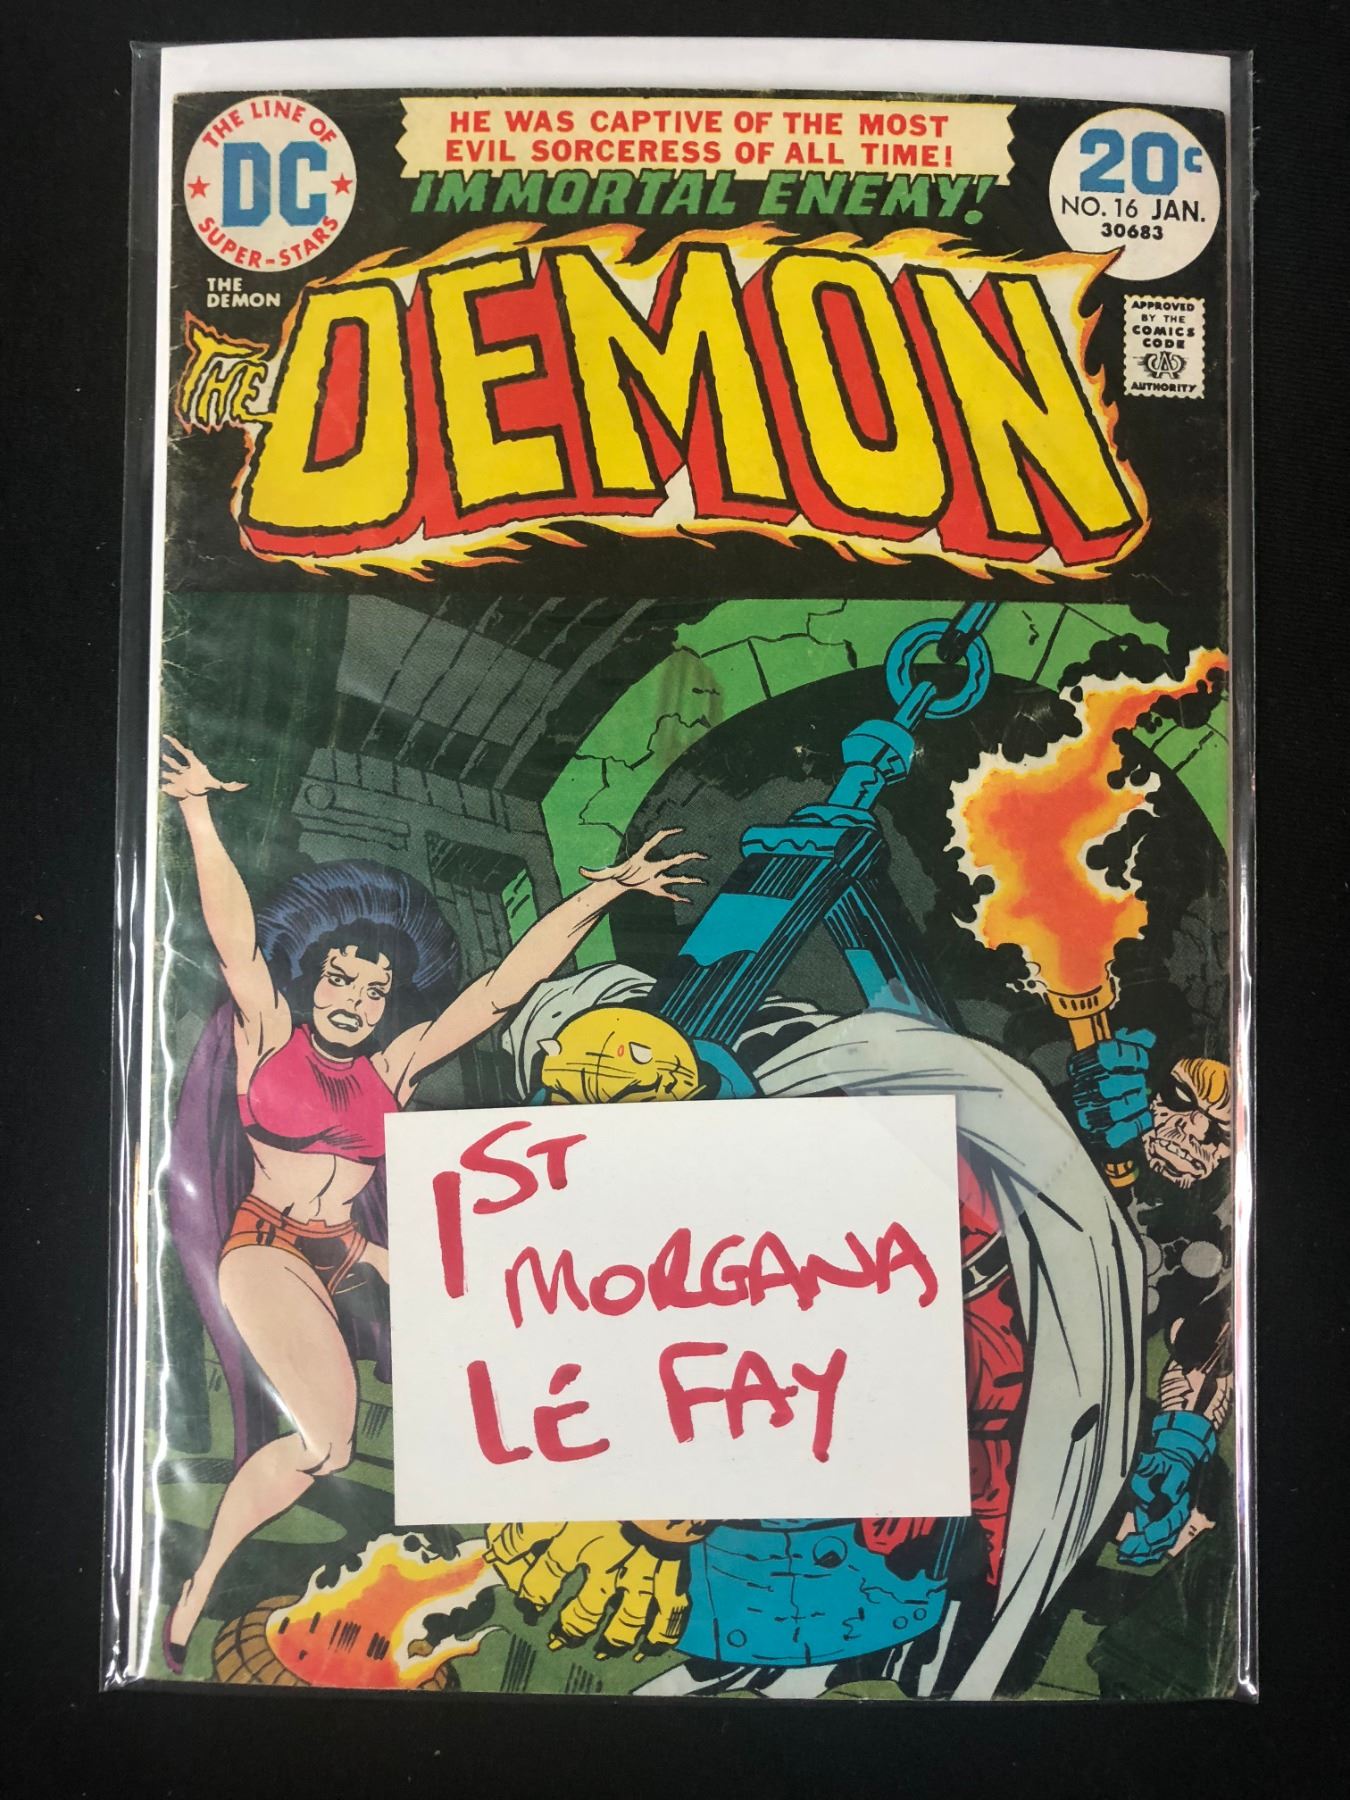 THE LINE OF
DC
SUPER-STARS
HE WAS CAPTIVE OF THE MOST
EVIL SORCERESS OF ALL TIME!
IMMORTAL ENEMY!
20¢
NO. 16 JAN.
30683
THE
DEMON
THE DEMON
APPROVED
BY THE
COMICS
CODE
CA
AUTHORITY
1ST
MORGANA
LÉ FAY